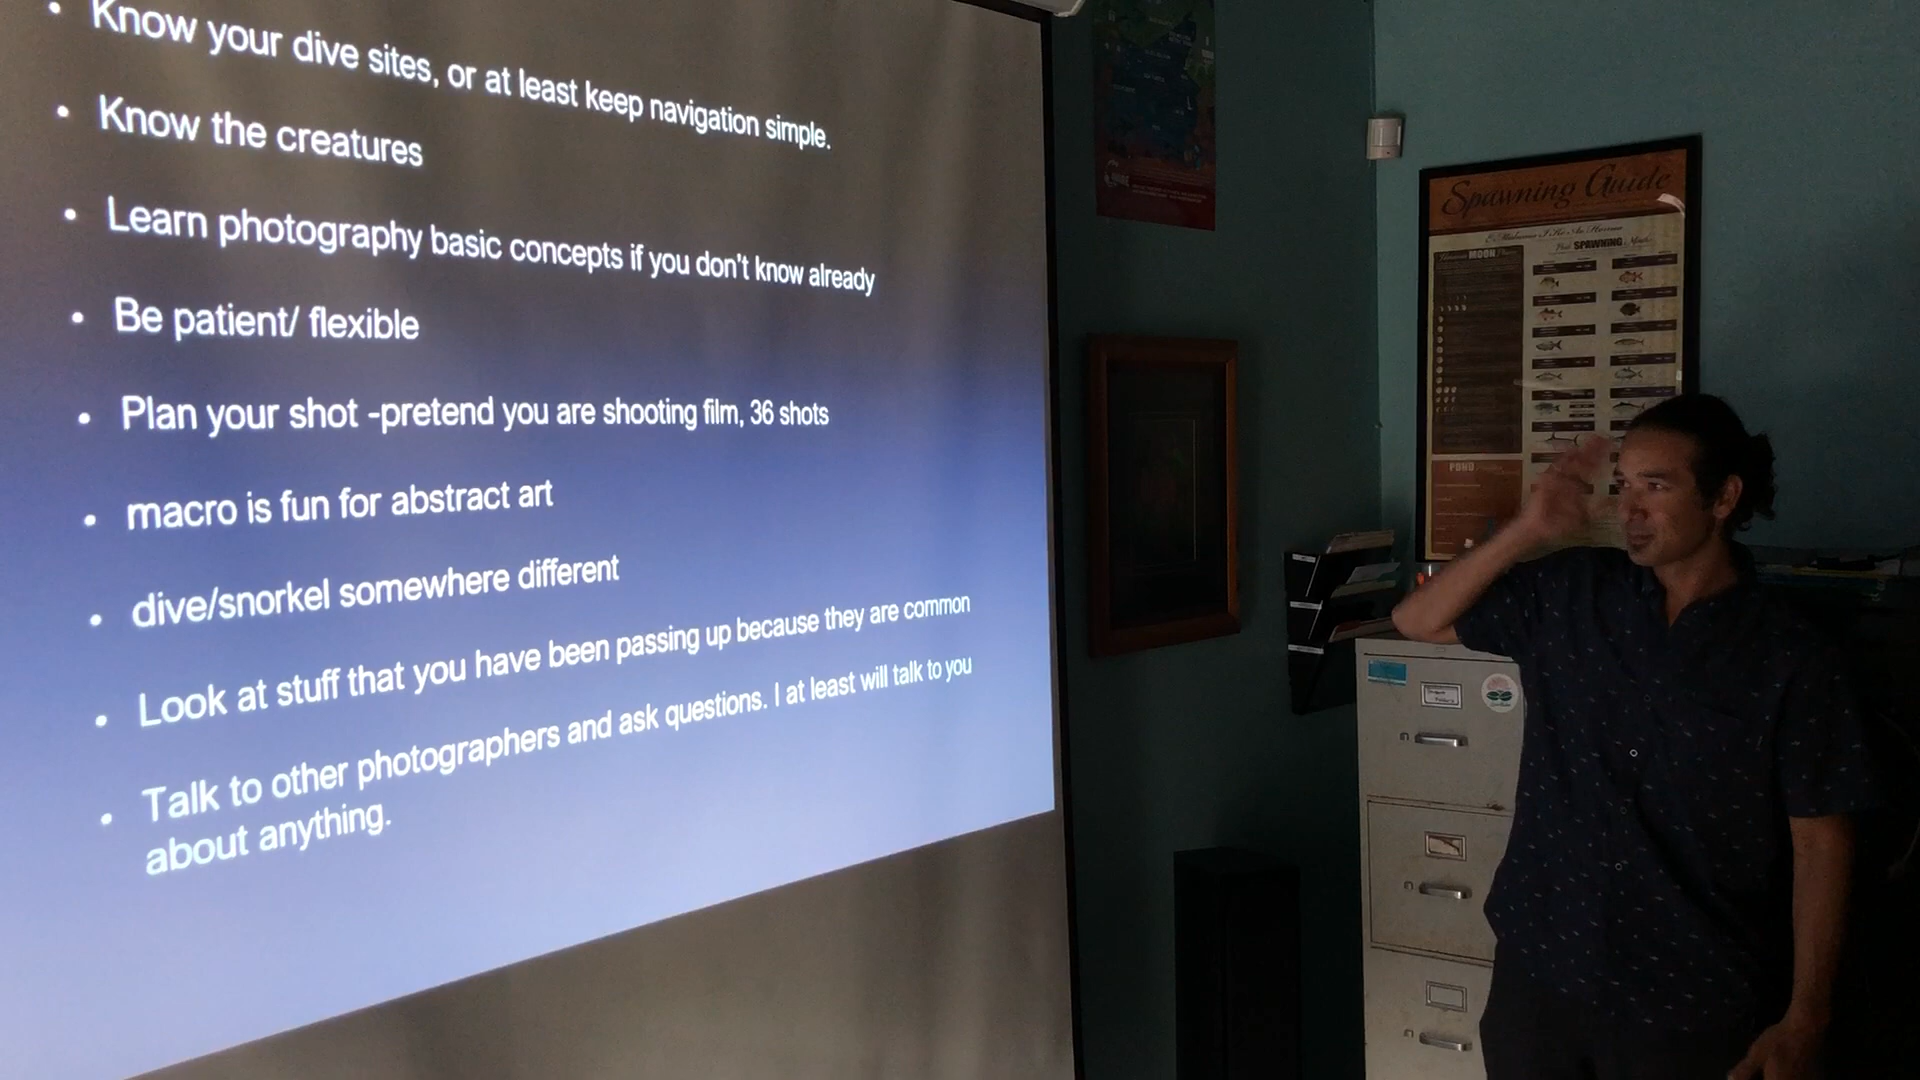 • Know your dive sites, or at least keep navigation simple.
• Know the creatures
• Learn photography basic concepts if you don't know already
• Be patient/ flexible
• Plan your shot -pretend you are shooting film, 36 shots
• macro is fun for abstract art
• dive/snorkel somewhere different
• Look at stuff that you have been passing up because they are common
• Talk to other photographers and ask questions. I at least will talk to you
about anything.
Spawning Guide
MOON
SPAWNING
POND